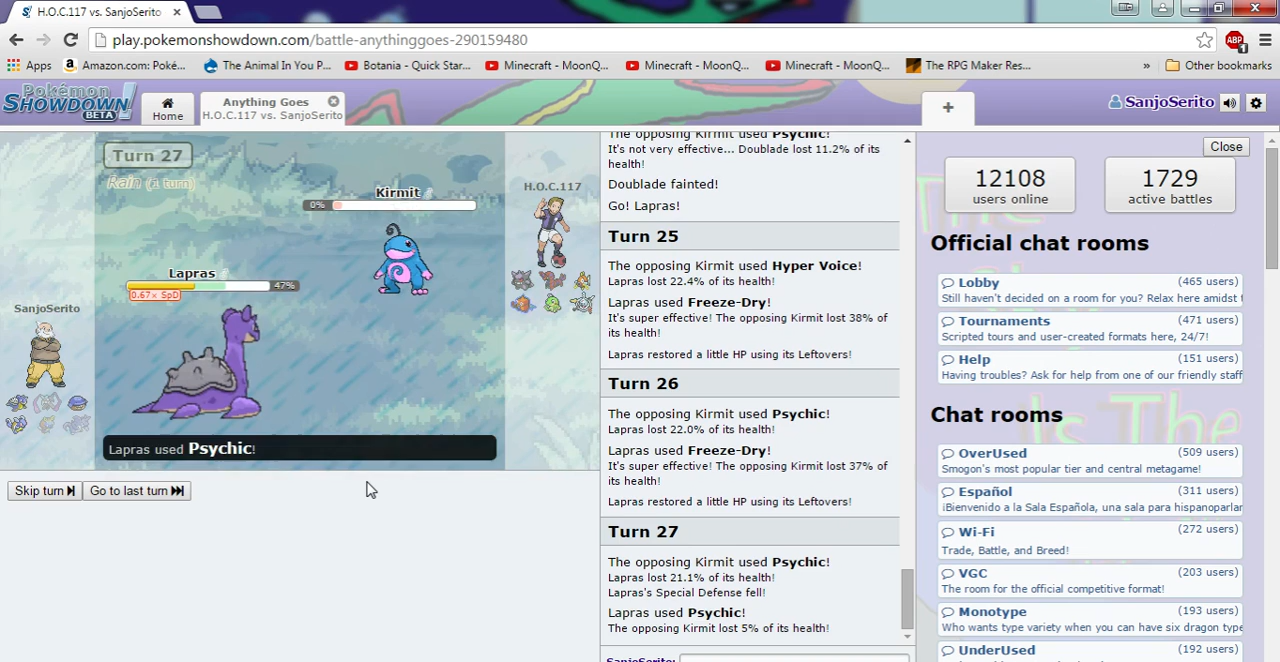 H.O.C.117 vs. SanjoSerito
play.pokemonshowdown.com/battle-anythinggoes-290159480
ABP
1
Apps
Amazon.com: Poké...
The Animal In You P...
Botania - Quick Star...
Minecraft - MoonQ...
Minecraft - MoonQ...
Minecraft - MoonQ...
The RPG Maker Res...
»
Other bookmarks
Pokémon
SHOWDOWN!
BETA
Home
Anything Goes
H.O.C.117 vs. SanjoSerito
+
SanjoSerito
Turn 27
Rain (1 turn)
Kirmit
0%
H.O.C.117
Lapras
47%
0.67× SpD
SanjoSerito
Lapras used Psychic!
Skip turn
Go to last turn
The opposing Kirmit used Psychic!
It's not very effective... Doublade lost 11.2% of its
health!
Doublade fainted!
Go! Lapras!
Turn 25
The opposing Kirmit used Hyper Voice!
Lapras lost 22.4% of its health!
Lapras used Freeze-Dry!
It's super effective! The opposing Kirmit lost 38% of
its health!
Lapras restored a little HP using its Leftovers!
Turn 26
The opposing Kirmit used Psychic!
Lapras lost 22.0% of its health!
Lapras used Freeze-Dry!
It's super effective! The opposing Kirmit lost 37% of
its health!
Lapras restored a little HP using its Leftovers!
Turn 27
The opposing Kirmit used Psychic!
Lapras lost 21.1% of its health!
Lapras's Special Defense fell!
Lapras used Psychic!
The opposing Kirmit lost 5% of its health!
SanjoSerito:
Close
12108
users online
1729
active battles
Official chat rooms
Lobby
(465 users)
Still haven't decided on a room for you? Relax here amidst t
Tournaments
(471 users)
Scripted tours and user-created formats here, 24/7!
Help
(151 users)
Having troubles? Ask for help from one of our friendly staff
Chat rooms
Is The
OverUsed
(509 users)
Smogon's most popular tier and central metagame!
Español
(311 users)
¡Bienvenido a la Sala Española, una sala para hispanoparlar
Wi-Fi
(272 users)
Trade, Battle, and Breed!
VGC
(203 users)
The room for the official competitive format!
Monotype
(193 users)
Who wants type variety when you can have six dragon type
UnderUsed
(192 users)